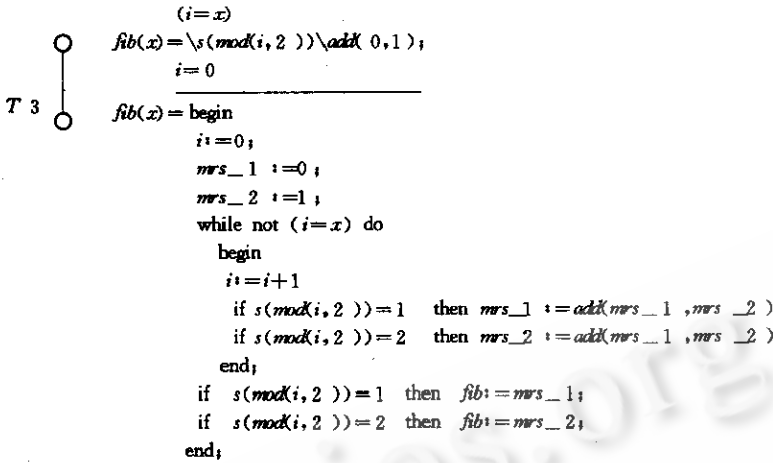 (i=x)
fib(x)=\s(mod(i,2 ))\add( 0,1);
i=0
T 3
fib(x)=begin
i:=0;
mrs_1 :=0;
mrs_2 :=1;
while not (i=x) do
begin
i:=i+1
if s(mod(i,2 ))=1 then mrs_1 :=add(mrs_1 ,mrs _2 )
if s(mod(i,2 ))=2 then mrs_2 :=add(mrs_1 ,mrs _2 )
end;
if s(mod(i,2 ))=1 then fib:=mrs_1;
if s(mod(i,2 ))=2 then fib:=mrs_2;
end;